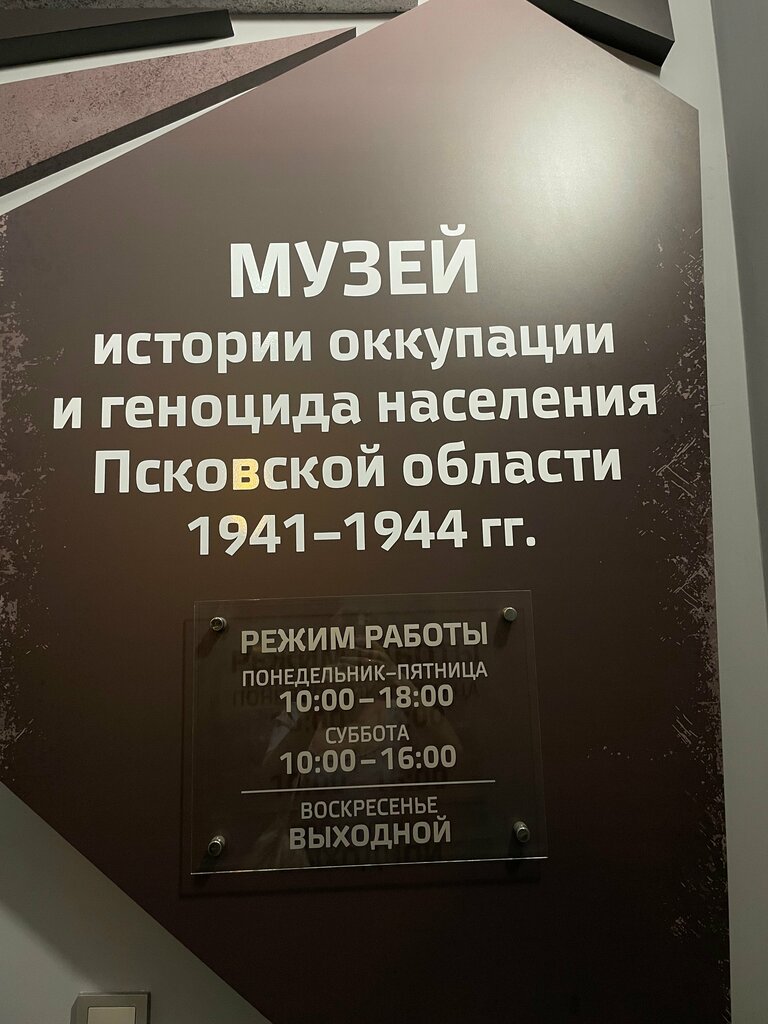 МУЗЕЙ
истории оккупации
и геноцида населения
Псковской области
1941–1944 гг.
РЕЖИМ РАБОТЫ
ПОНЕДЕЛЬНИК–ПЯТНИЦА
10:00–18:00
СУББОТА
10:00–16:00
ВОСКРЕСЕНЬЕ
ВЫХОДНОЙ